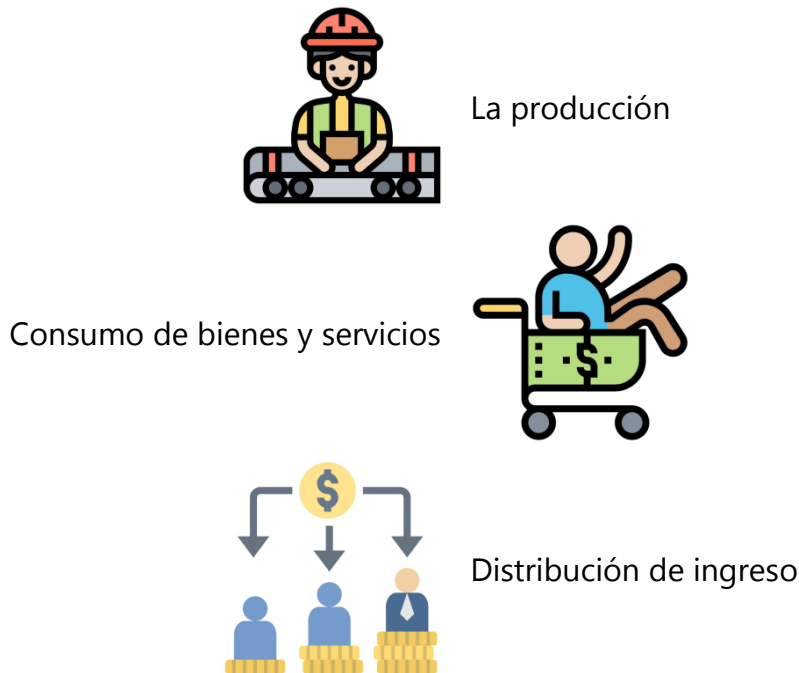 La producción
Consumo de bienes y servicios
$
$
Distribución de ingreso